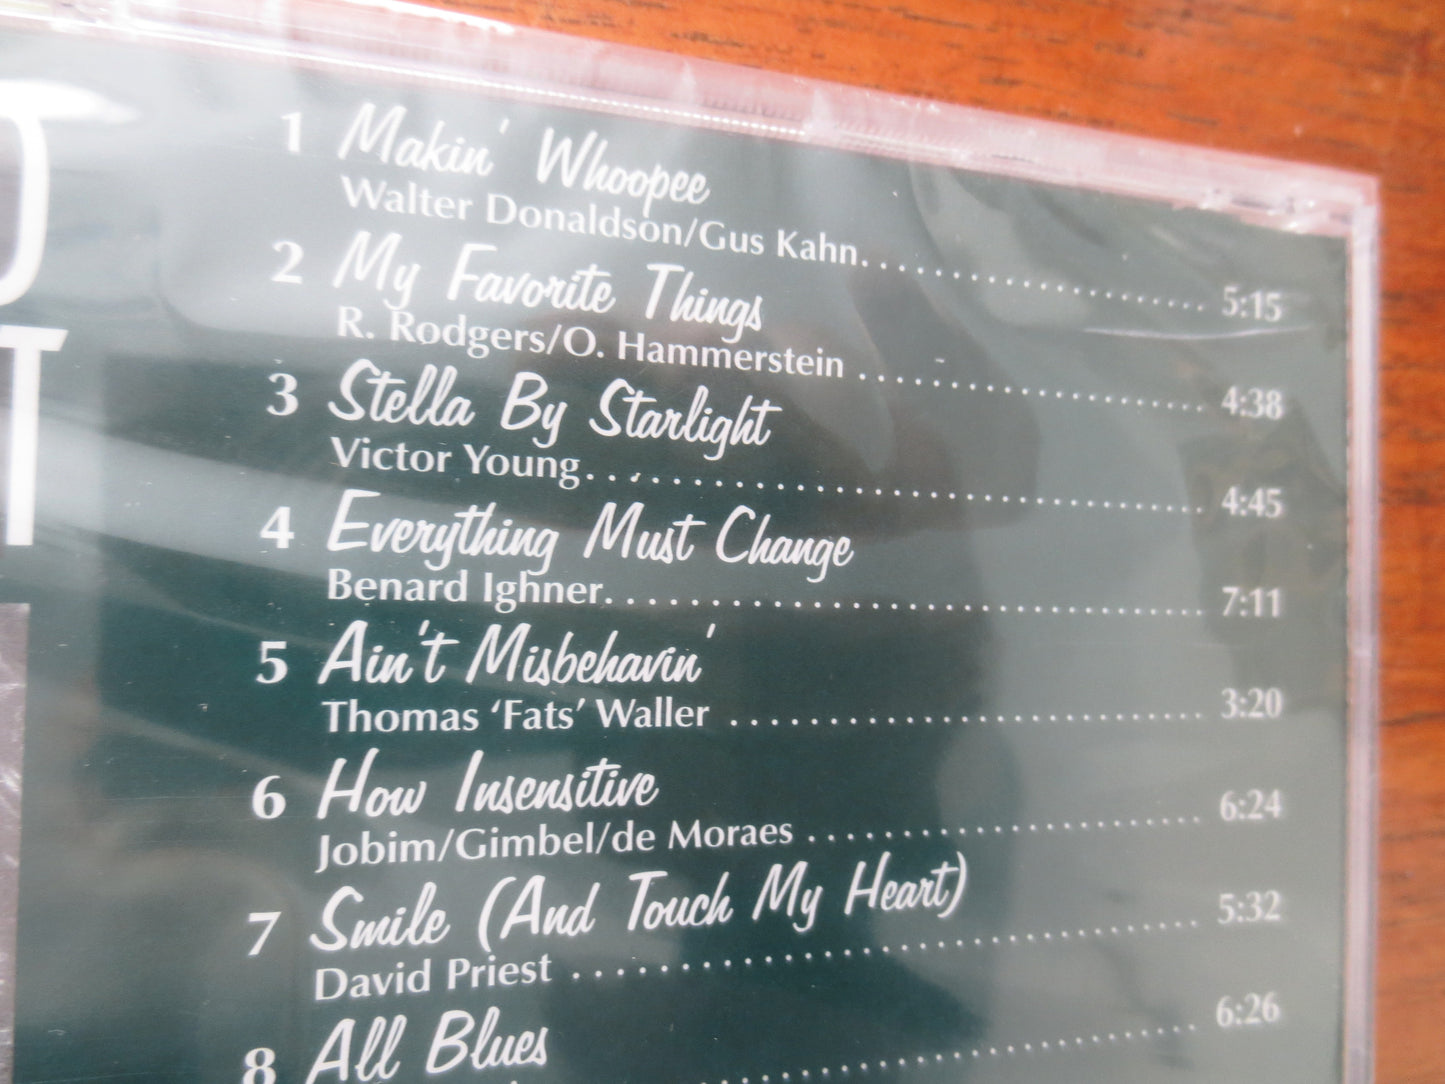 1 Makin' Whoopee
Walter Donaldson/Gus Kahn........................ 5:15
2 My Favorite Things
R. Rodgers/O. Hammerstein ........................ 4:38
3 Stella By Starlight
Victor Young........................................ 4:45
4 Everything Must Change
Benard Ighner...................................... 7:11
5 Ain't Misbehavin'
Thomas ‘Fats’ Waller .............................. 3:20
6 How Insensitive
Jobim/Gimbel/de Moraes ......................... 6:24
7 Smile (And Touch My Heart)
David Priest ........................................ 5:32
8 All Blues
6:26